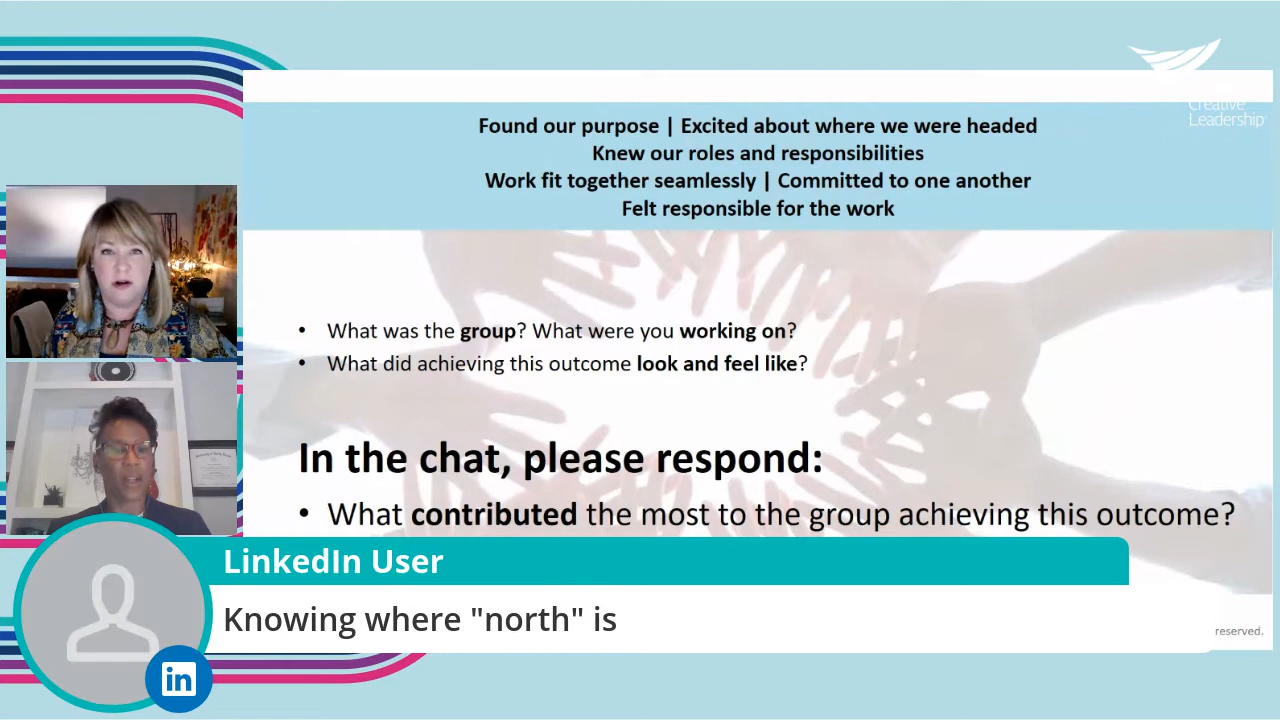 Creative
Leadership
Found our purpose | Excited about where we were headed
Knew our roles and responsibilities
Work fit together seamlessly | Committed to one another
Felt responsible for the work
• What was the group? What were you working on?
• What did achieving this outcome look and feel like?
In the chat, please respond:
• What contributed the most to the group achieving this outcome?
LinkedIn User
Knowing where "north" is
reserved.
in